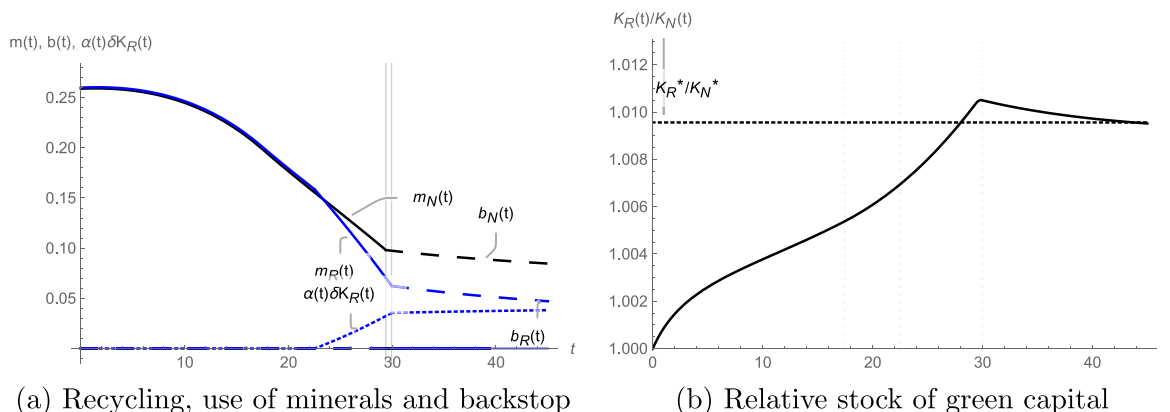 m(t), b(t), α(t)δK_R(t)
0.25
0.20
0.15
0.10
0.05
m_N(t)
b_N(t)
m_R(t)
α(t)δK_R(t)
b_R(t)
10
20
30
40
t
(a) Recycling, use of minerals and backstop
K_R(t)/K_N(t)
1.012
1.010
1.008
1.006
1.004
1.002
1.000
K_R*/K_N*
0
10
20
30
40
t
(b) Relative stock of green capital